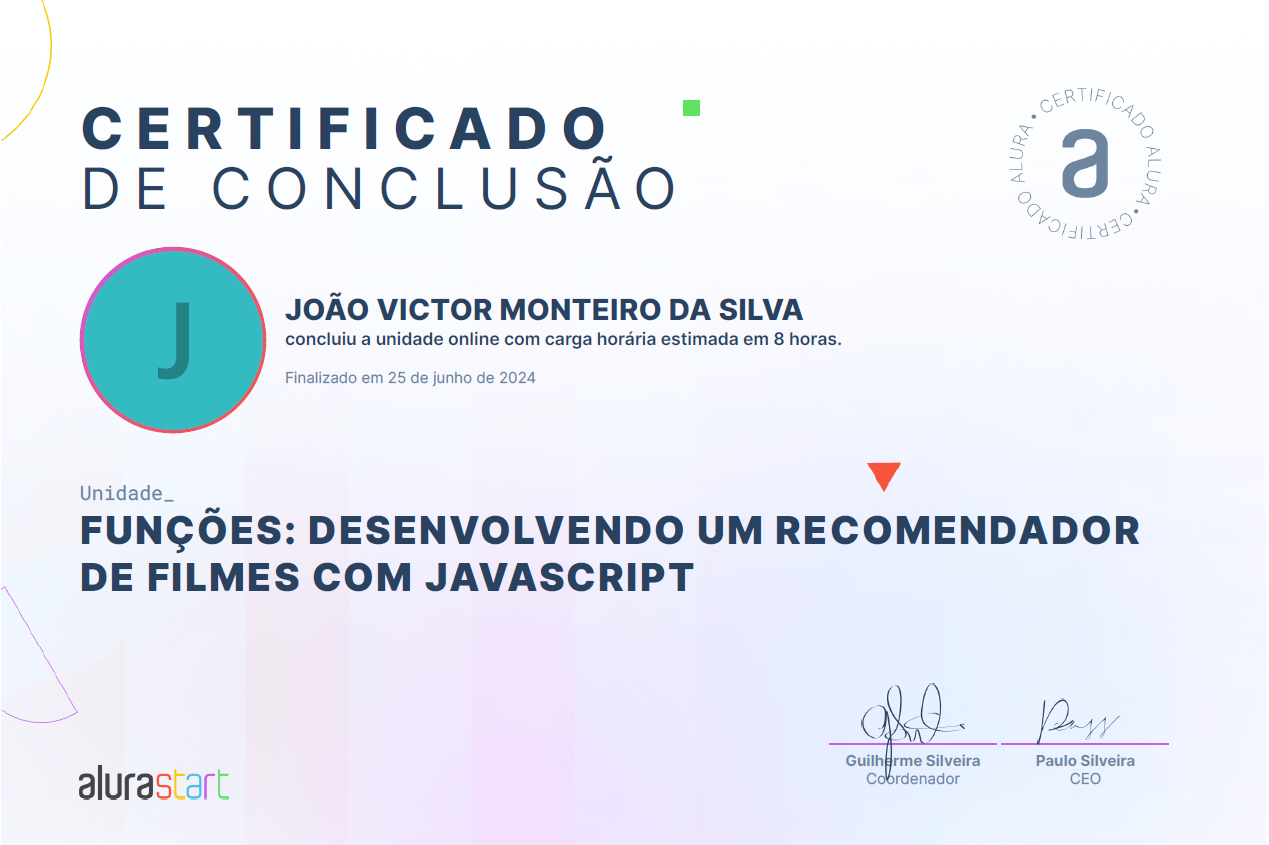 CERTIFICADO
DE CONCLUSÃO
CERTIFICADO ALURA • CERTIFICADO ALURA •
a
J
JOÃO VICTOR MONTEIRO DA SILVA
concluiu a unidade online com carga horária estimada em 8 horas.
Finalizado em 25 de junho de 2024
Unidade_
FUNÇÕES: DESENVOLVENDO UM RECOMENDADOR
DE FILMES COM JAVASCRIPT
Guilherme Silveira
Coordenador
Paulo Silveira
CEO
alurastart